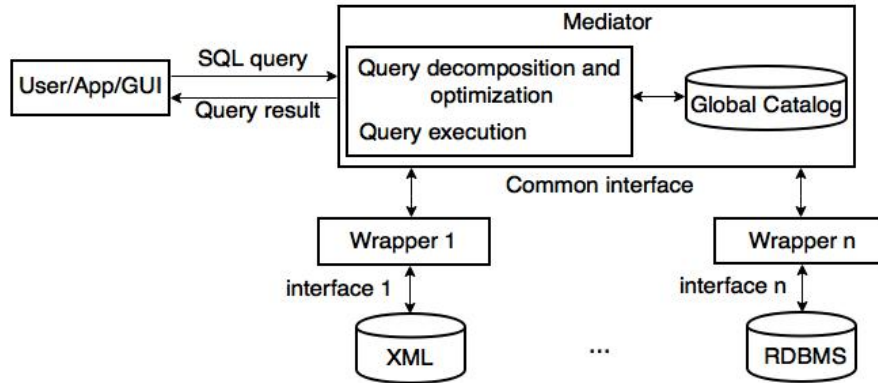 Mediator
SQL query
User/App/GUI
Query result
Query decomposition and
optimization
Query execution
Global Catalog
Common interface
Wrapper 1
Wrapper n
interface 1
interface n
XML
...
RDBMS